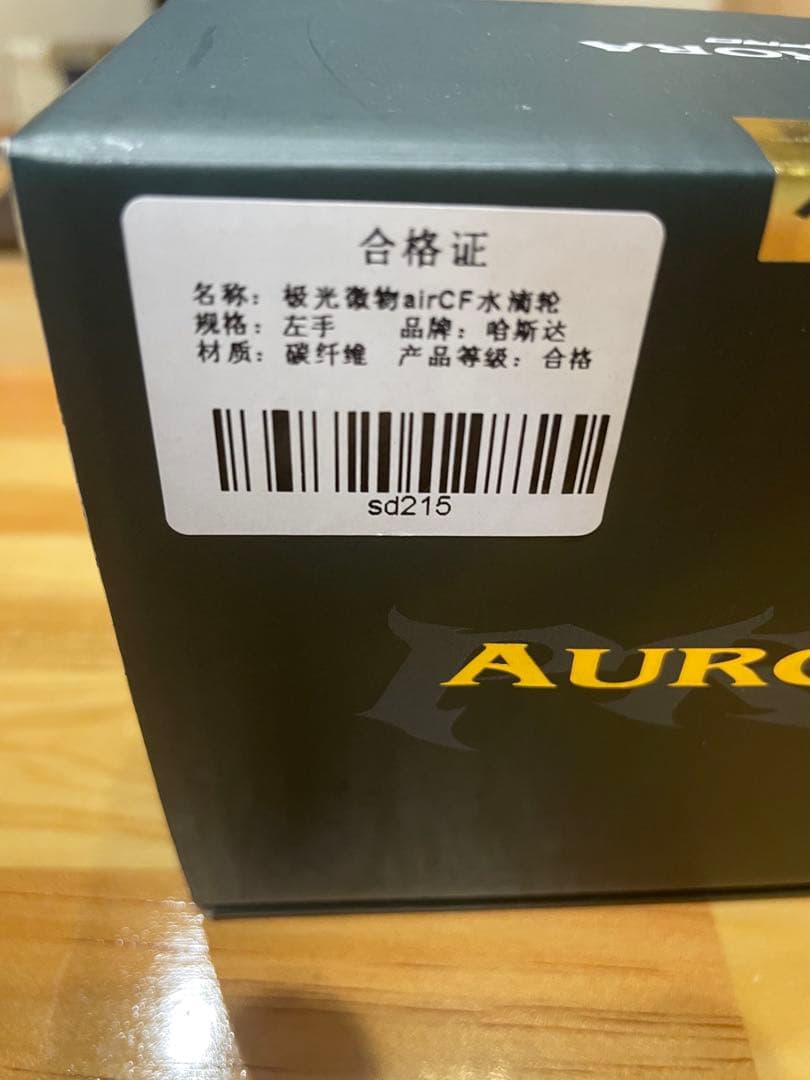 合格证
名称：极光微物airCF水滴轮
规格：左手 品牌：哈斯达
材质：碳纤维 产品等级：合格
sd215